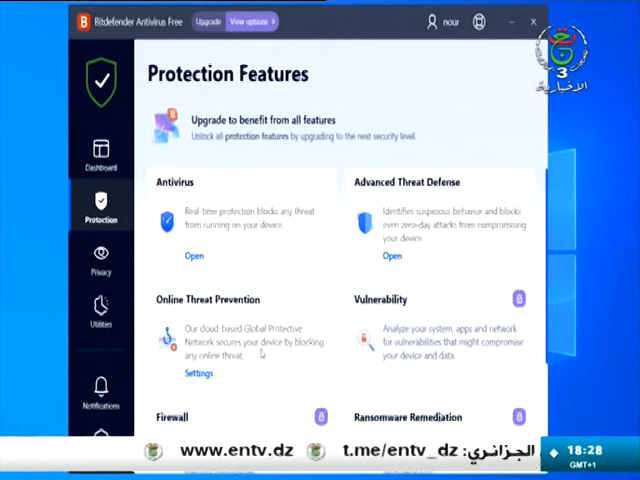 Bitdefender Antivirus Free
Upgrade
View options
nour
3
الإخبارية
Protection Features
Upgrade to benefit from all features
Unlock all protection features by upgrading to the next security level.
Dashboard
Protection
Privacy
Utilities
Notifications
Antivirus
Real-time protection blocks any threat
from running on your device.
Open
Advanced Threat Defense
Identifies suspicious behavior and blocks
even zero-day attacks from compromising
your device
Open
Online Threat Prevention
Our cloud-based Global Protective
Network secures your device by blocking
any online threat.
Settings
Vulnerability
Analyze your system, apps and network
for vulnerabilities that might compromise
your device and data.
Firewall
Ransomware Remediation
www.entv.dz
t.me/entv_dz
الجزائري:
18:28
GMT+1